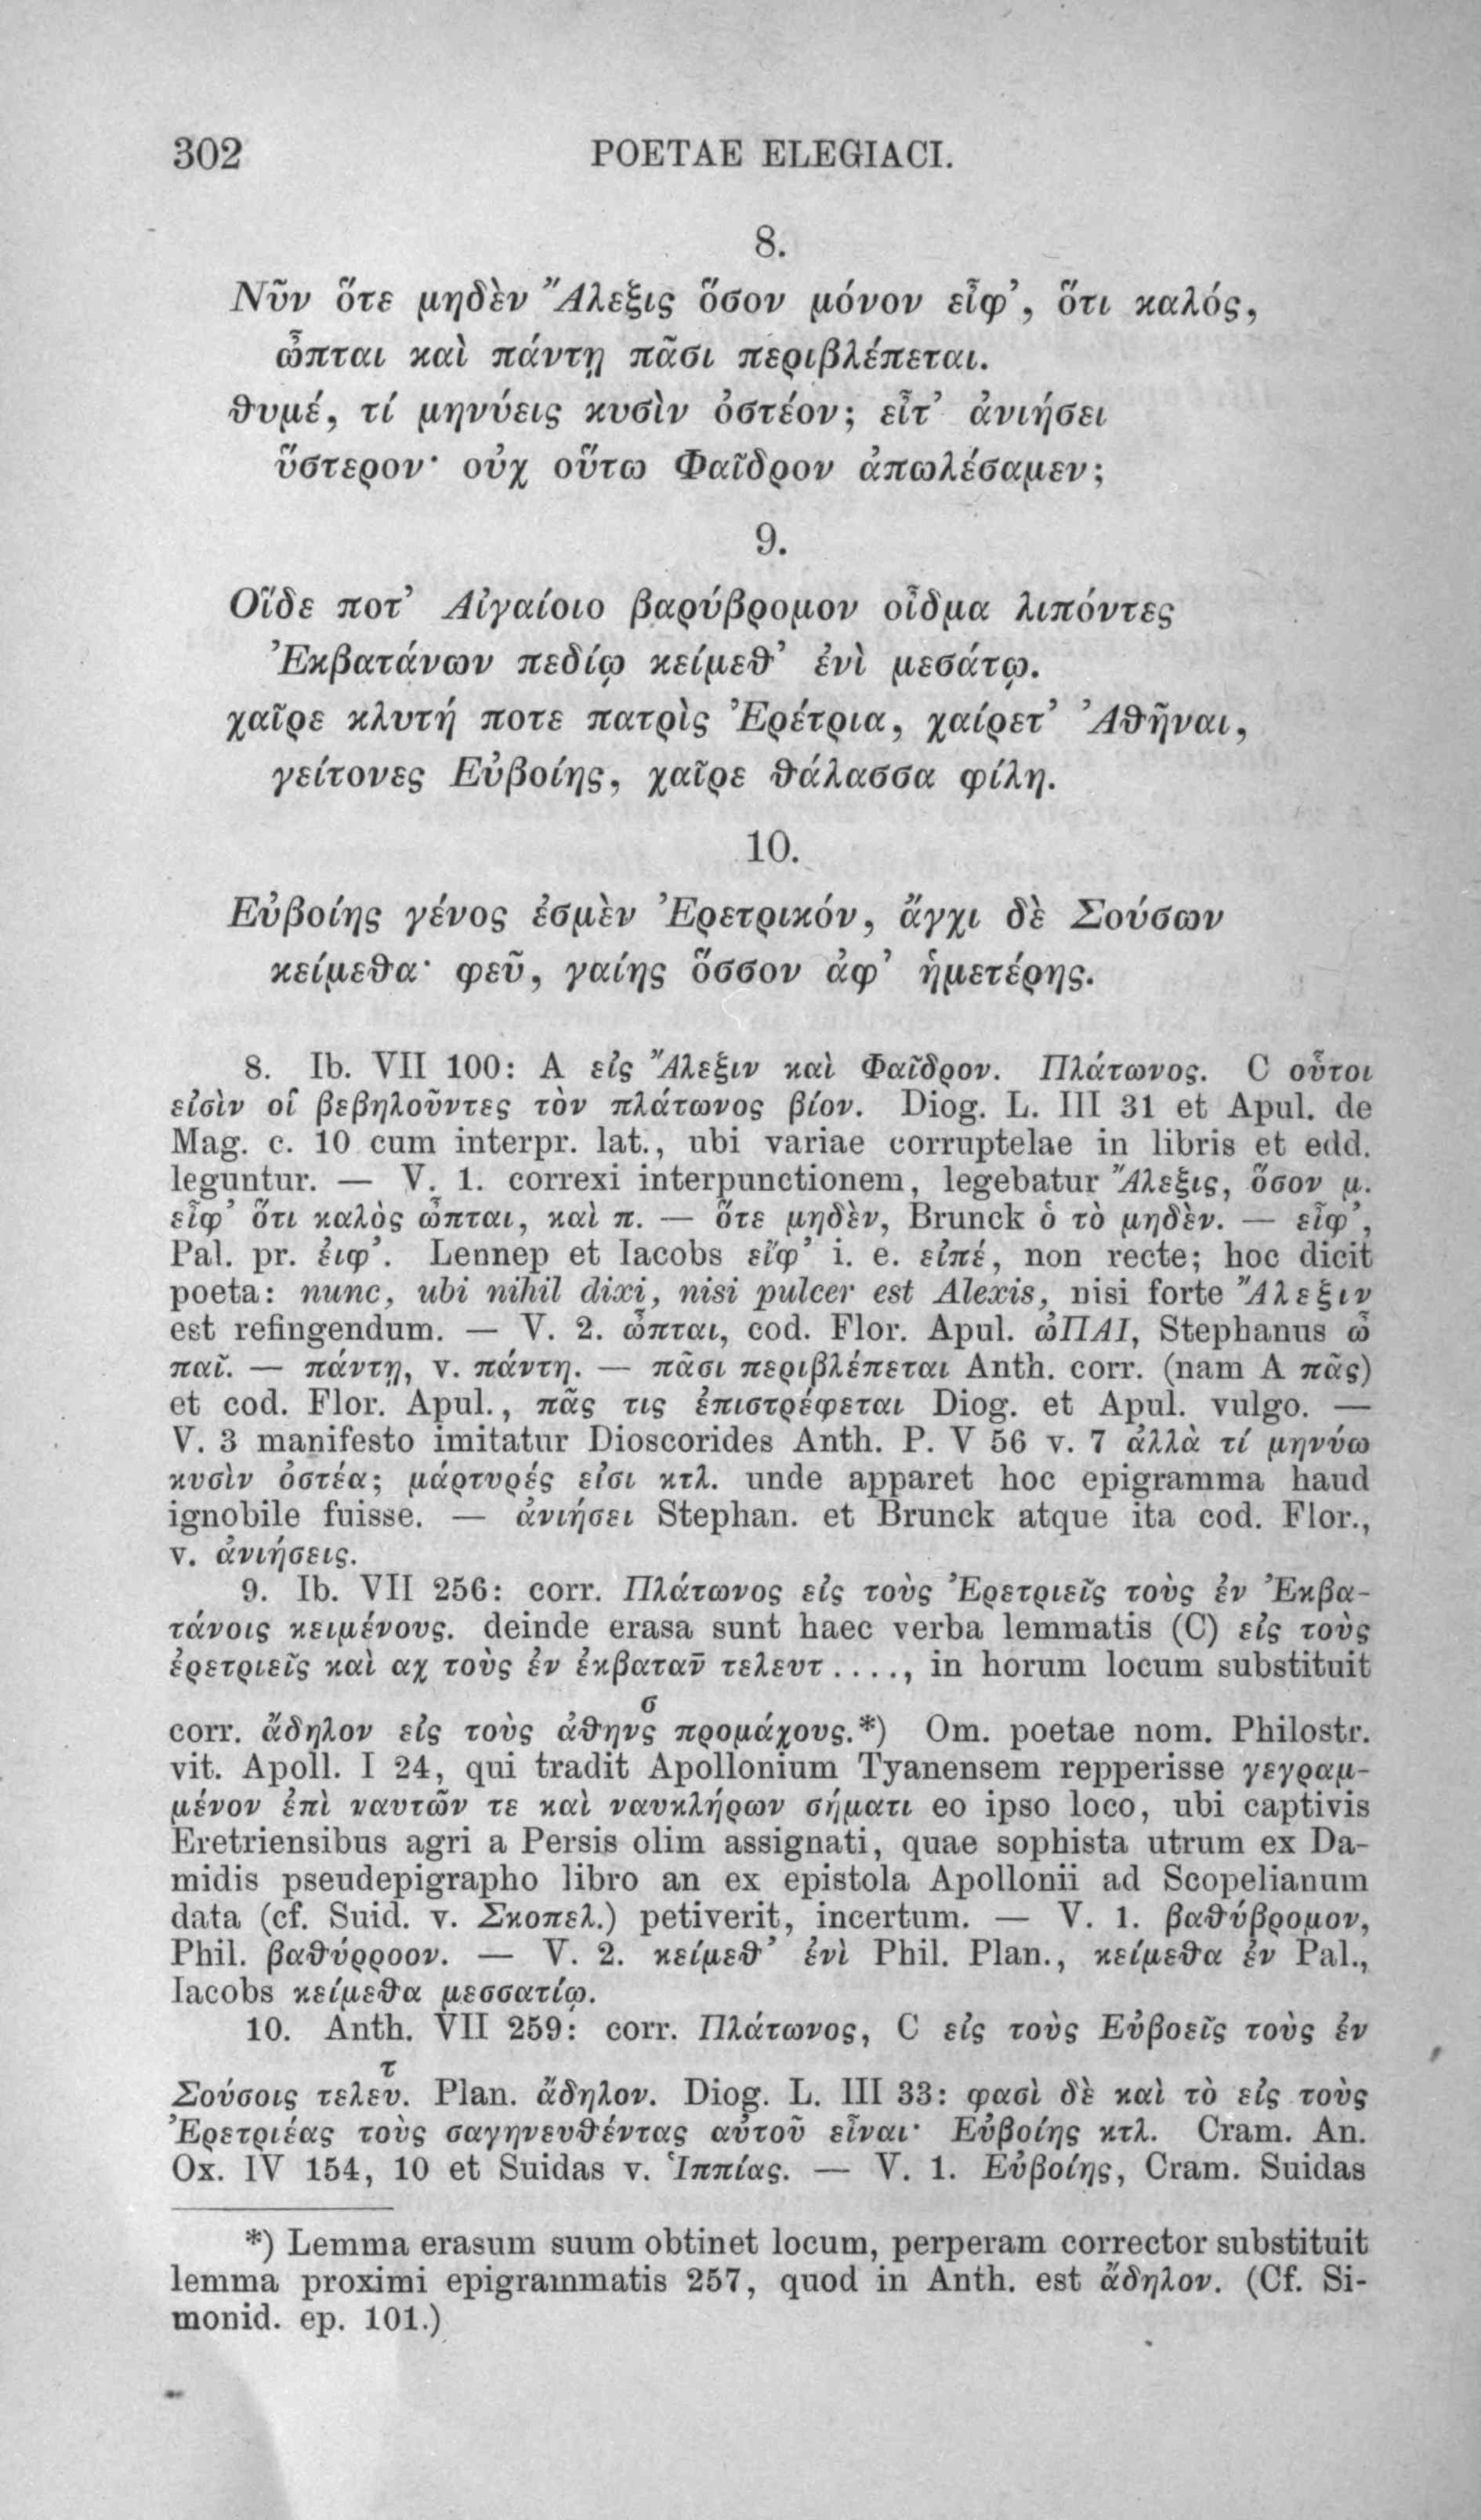 302 POETAE ELEGIACI.
8.
Νῦν ὅτε μηδὲν Ἄλεξις ὅσον μόνον εἶφ’, ὅτι καλός,
ὦπται καὶ πάντῃ πᾶσι περιβλέπεται.
θυμέ, τί μηνύεις κυσὶν ὀστέον; εἶτ’ ἀνιήσει
ὕστερον· οὐχ οὕτω Φαῖδρον ἀπωλέσαμεν;
9.
Οἵδε ποτ’ Αἰγαίοιο βαρύβρομον οἶδμα λιπόντες
Ἐκβατάνων πεδίῳ κείμεθ’ ἐνὶ μεσάτῳ.
χαῖρε κλυτή ποτε πατρὶς Ἐρέτρια, χαίρετ’ Ἀθῆναι,
γείτονες Εὐβοίης, χαῖρε θάλασσα φίλη.
10.
Εὐβοίης γένος ἐσμὲν Ἐρετρικόν, ἄγχι δὲ Σούσων
κείμεθα· φεῦ, γαίης ὅσσον ἀφ’ ἡμετέρης.
8. Ib. VII 100: A εἰς Ἄλεξιν καὶ Φαῖδρον. Πλάτωνος. C οὗτοι
εἰσὶν οἱ βεβηλοῦντες τὸν πλάτωνος βίον. Diog. L. III 31 et Apul. de
Mag. c. 10 cum interpr. lat., ubi variae corruptelae in libris et edd.
leguntur. — V. 1. correxi interpunctionem, legebatur Ἄλεξις, ὅσον μ.
εἶφ’ ὅτι καλὸς ὦπται, καὶ π. — ὅτε μηδὲν, Brunck ὁ τὸ μηδὲν. — εἶφ’,
Pal. pr. ἐιφ’. Lennep et Iacobs εἴφ’ i. e. εἰπέ, non recte; hoc dicit
poeta: nunc, ubi nihil dixi, nisi pulcer est Alexis, nisi forte Ἄλεξιν
est refingendum. — V. 2. ὦπται, cod. Flor. Apul. ὠΠΑΙ, Stephanus ὦ
παῖ. — πάντῃ, v. πάντη. — πᾶσι περιβλέπεται Anth. corr. (nam A πᾶς)
et cod. Flor. Apul., πᾶς τις ἐπιστρέφεται Diog. et Apul. vulgo. —
V. 3 manifesto imitatur Dioscorides Anth. P. V 56 v. 7 ἀλλὰ τί μηνύω
κυσὶν ὀστέα; μάρτυρές εἰσι κτλ. unde apparet hoc epigramma haud
ignobile fuisse. — ἀνιήσει Stephan. et Brunck atque ita cod. Flor.,
v. ἀνιήσεις.
9. Ib. VII 256: corr. Πλάτωνος εἰς τοὺς Ἐρετριεῖς τοὺς ἐν Ἐκβα-
τάνοις κειμένους. deinde erasa sunt haec verba lemmatis (C) εἰς τοὺς
ἐρετριεῖς καὶ αχ τοὺς ἐν ἐκβαταν̄ τελευτ...., in horum locum substituit
σ
corr. ἄδηλον εἰς τοὺς ἀθηνς προμάχους.*) Om. poetae nom. Philostr.
vit. Apoll. I 24, qui tradit Apollonium Tyanensem repperisse γεγραμ-
μένον ἐπὶ ναυτῶν τε καὶ ναυκλήρων σήματι eo ipso loco, ubi captivis
Eretriensibus agri a Persis olim assignati, quae sophista utrum ex Da-
midis pseudepigrapho libro an ex epistola Apollonii ad Scopelianum
data (cf. Suid. v. Σκοπελ.) petiverit, incertum. — V. 1. βαθύβρομον,
Phil. βαθύρροον. — V. 2. κείμεθ’ ἐνὶ Phil. Plan., κείμεθα ἐν Pal.,
Iacobs κείμεθα μεσσατίῳ.
10. Anth. VII 259: corr. Πλάτωνος, C εἰς τοὺς Εὐβοεῖς τοὺς ἐν
τ
Σούσοις τελευ. Plan. ἄδηλον. Diog. L. III 33: φασὶ δὲ καὶ τὸ εἰς τοὺς
Ἐρετριέας τοὺς σαγηνευθέντας αὐτοῦ εἶναι· Εὐβοίης κτλ. Cram. An.
Ox. IV 154, 10 et Suidas v. Ἱππίας. — V. 1. Εὐβοίης, Cram. Suidas
*) Lemma erasum suum obtinet locum, perperam corrector substituit
lemma proximi epigrammatis 257, quod in Anth. est ἄδηλον. (Cf. Si-
monid. ep. 101.)